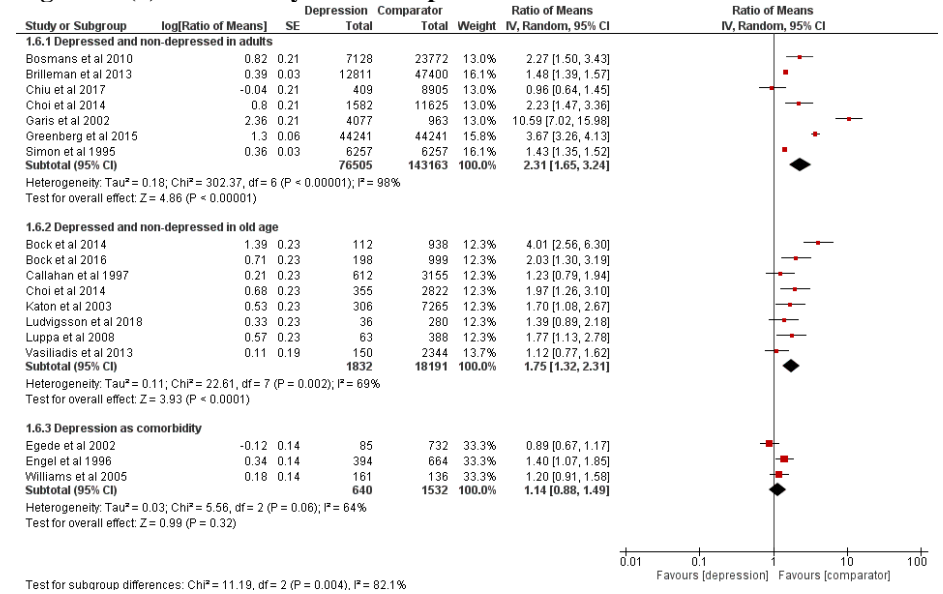 Depression Comparator Ratio of Means Ratio of Means
Study or Subgroup log[Ratio of Means] SE Total Total Weight IV, Random, 95% CI IV, Random, 95% CI
1.6.1 Depressed and non-depressed in adults
Bosmans et al 2010 0.82 0.21 7128 23772 13.0% 2.27 [1.50, 3.43]
Brilleman et al 2013 0.39 0.03 12811 47400 16.1% 1.48 [1.39, 1.57]
Chiu et al 2017 -0.04 0.21 409 8905 13.0% 0.96 [0.64, 1.45]
Choi et al 2014 0.8 0.21 1582 11625 13.0% 2.23 [1.47, 3.36]
Garis et al 2002 2.36 0.21 4077 963 13.0% 10.59 [7.02, 15.98]
Greenberg et al 2015 1.3 0.06 44241 44241 15.8% 3.67 [3.26, 4.13]
Simon et al 1995 0.36 0.03 6257 6257 16.1% 1.43 [1.35, 1.52]
Subtotal (95% CI) 76505 143163 100.0% 2.31 [1.65, 3.24]
Heterogeneity: Tau² = 0.18; Chi² = 302.37, df = 6 (P < 0.00001); I² = 98%
Test for overall effect: Z = 4.86 (P < 0.00001)
1.6.2 Depressed and non-depressed in old age
Bock et al 2014 1.39 0.23 112 938 12.3% 4.01 [2.56, 6.30]
Bock et al 2016 0.71 0.23 198 999 12.3% 2.03 [1.30, 3.19]
Callahan et al 1997 0.21 0.23 612 3155 12.3% 1.23 [0.79, 1.94]
Choi et al 2014 0.68 0.23 355 2822 12.3% 1.97 [1.26, 3.10]
Katon et al 2003 0.53 0.23 306 7265 12.3% 1.70 [1.08, 2.67]
Ludvigsson et al 2018 0.33 0.23 36 280 12.3% 1.39 [0.89, 2.18]
Luppa et al 2008 0.57 0.23 63 388 12.3% 1.77 [1.13, 2.78]
Vasiliadis et al 2013 0.11 0.19 150 2344 13.7% 1.12 [0.77, 1.62]
Subtotal (95% CI) 1832 18191 100.0% 1.75 [1.32, 2.31]
Heterogeneity: Tau² = 0.11; Chi² = 22.61, df = 7 (P = 0.002); I² = 69%
Test for overall effect: Z = 3.93 (P < 0.0001)
1.6.3 Depression as comorbidity
Egede et al 2002 -0.12 0.14 85 732 33.3% 0.89 [0.67, 1.17]
Engel et al 1996 0.34 0.14 394 664 33.3% 1.40 [1.07, 1.85]
Williams et al 2005 0.18 0.14 161 136 33.3% 1.20 [0.91, 1.58]
Subtotal (95% CI) 640 1532 100.0% 1.14 [0.88, 1.49]
Heterogeneity: Tau² = 0.03; Chi² = 5.56, df = 2 (P = 0.06); I² = 64%
Test for overall effect: Z = 0.99 (P = 0.32)
0.01 0.1 1 10 100
Favours [depression] Favours [comparator]
Test for subgroup differences: Chi² = 11.19, df = 2 (P = 0.004), I² = 82.1%